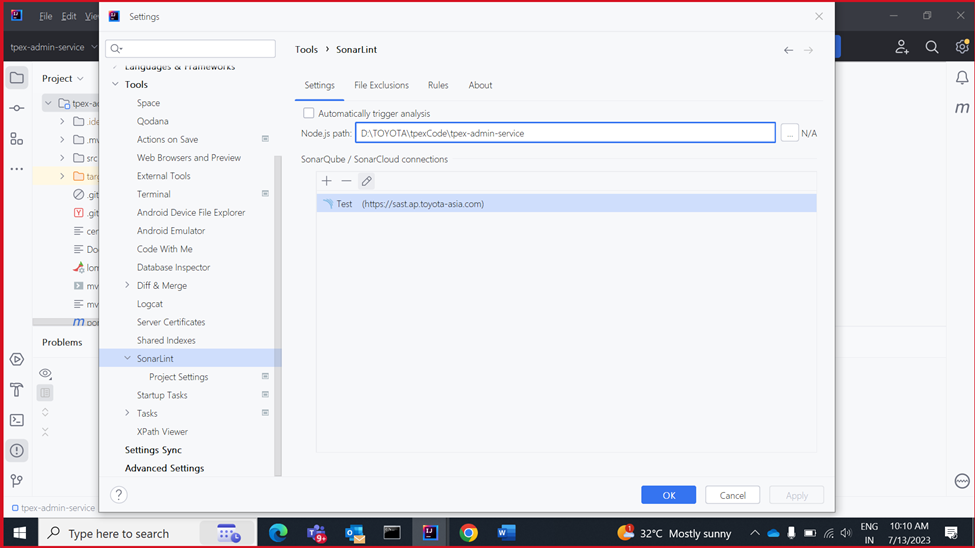 File Edit Vie
Settings
tpex-admin-service
Project
tpex-ad
.ide
.mv
src
targ
.git
.git
cer
Do
lom
mv
mv
pon
Problems
tpex-admin-service
Languages & Frameworks
Tools
Space
Qodana
Actions on Save
Web Browsers and Preview
External Tools
Terminal
Android Device File Explorer
Android Emulator
Code With Me
Database Inspector
Diff & Merge
Logcat
Server Certificates
Shared Indexes
SonarLint
Project Settings
Startup Tasks
Tasks
XPath Viewer
Settings Sync
Advanced Settings
?
Tools › SonarLint
Settings File Exclusions Rules About
Automatically trigger analysis
Node.js path: D:\TOYOTA\tpexCode\tpex-admin-service ... N/A
SonarQube / SonarCloud connections
Test (https://sast.ap.toyota-asia.com)
OK Cancel Apply
m
Type here to search
9+
32°C Mostly sunny
ENG
IN
10:10 AM
7/13/2023